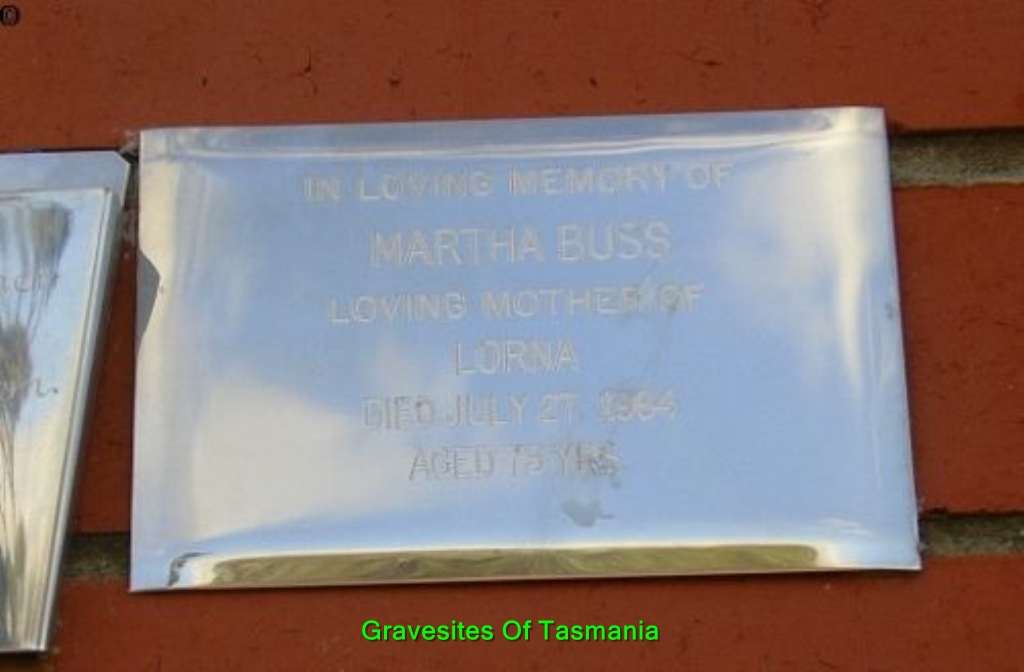 ©
IN LOVING MEMORY OF
MARTHA BUSS
LOVING MOTHER OF
LORNA
DIED JULY 27
AGED YRS
Gravesites Of Tasmania